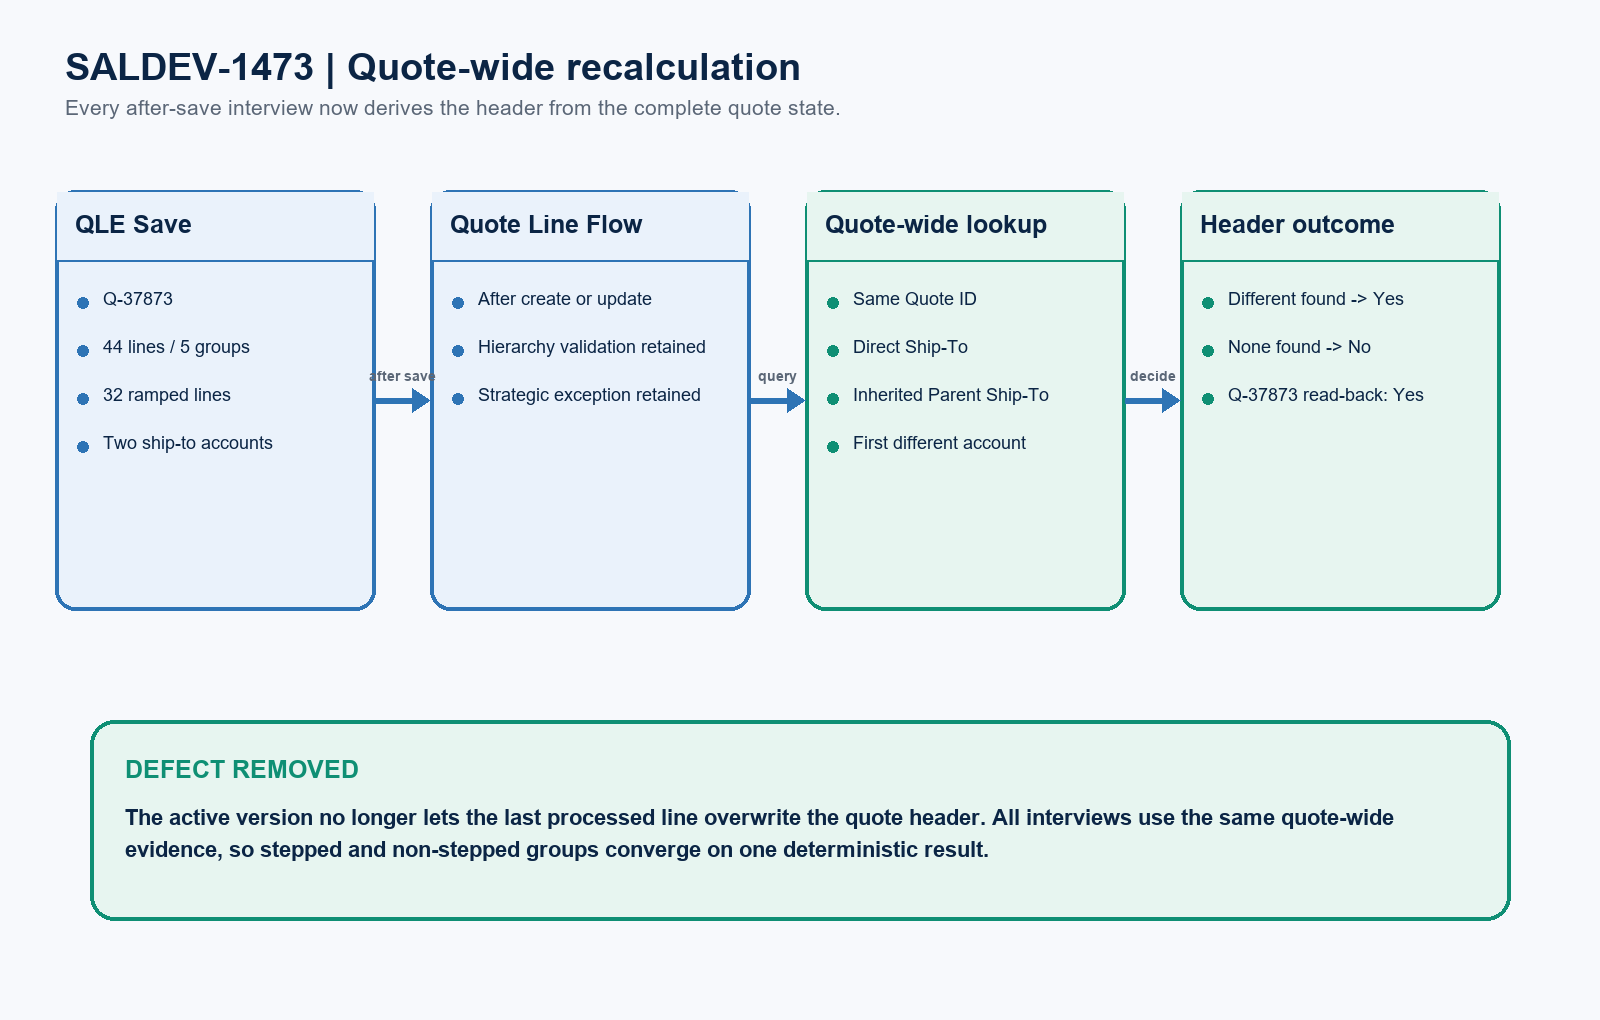 SALDEV-1473 | Quote-wide recalculation
Every after-save interview now derives the header from the complete quote state.
QLE Save
Q-37873
44 lines / 5 groups
32 ramped lines
Two ship-to accounts
after save
Quote Line Flow
After create or update
Hierarchy validation retained
Strategic exception retained
query
Quote-wide lookup
Same Quote ID
Direct Ship-To
Inherited Parent Ship-To
First different account
decide
Header outcome
Different found -> Yes
None found -> No
Q-37873 read-back: Yes
DEFECT REMOVED
The active version no longer lets the last processed line overwrite the quote header. All interviews use the same quote-wide
evidence, so stepped and non-stepped groups converge on one deterministic result.